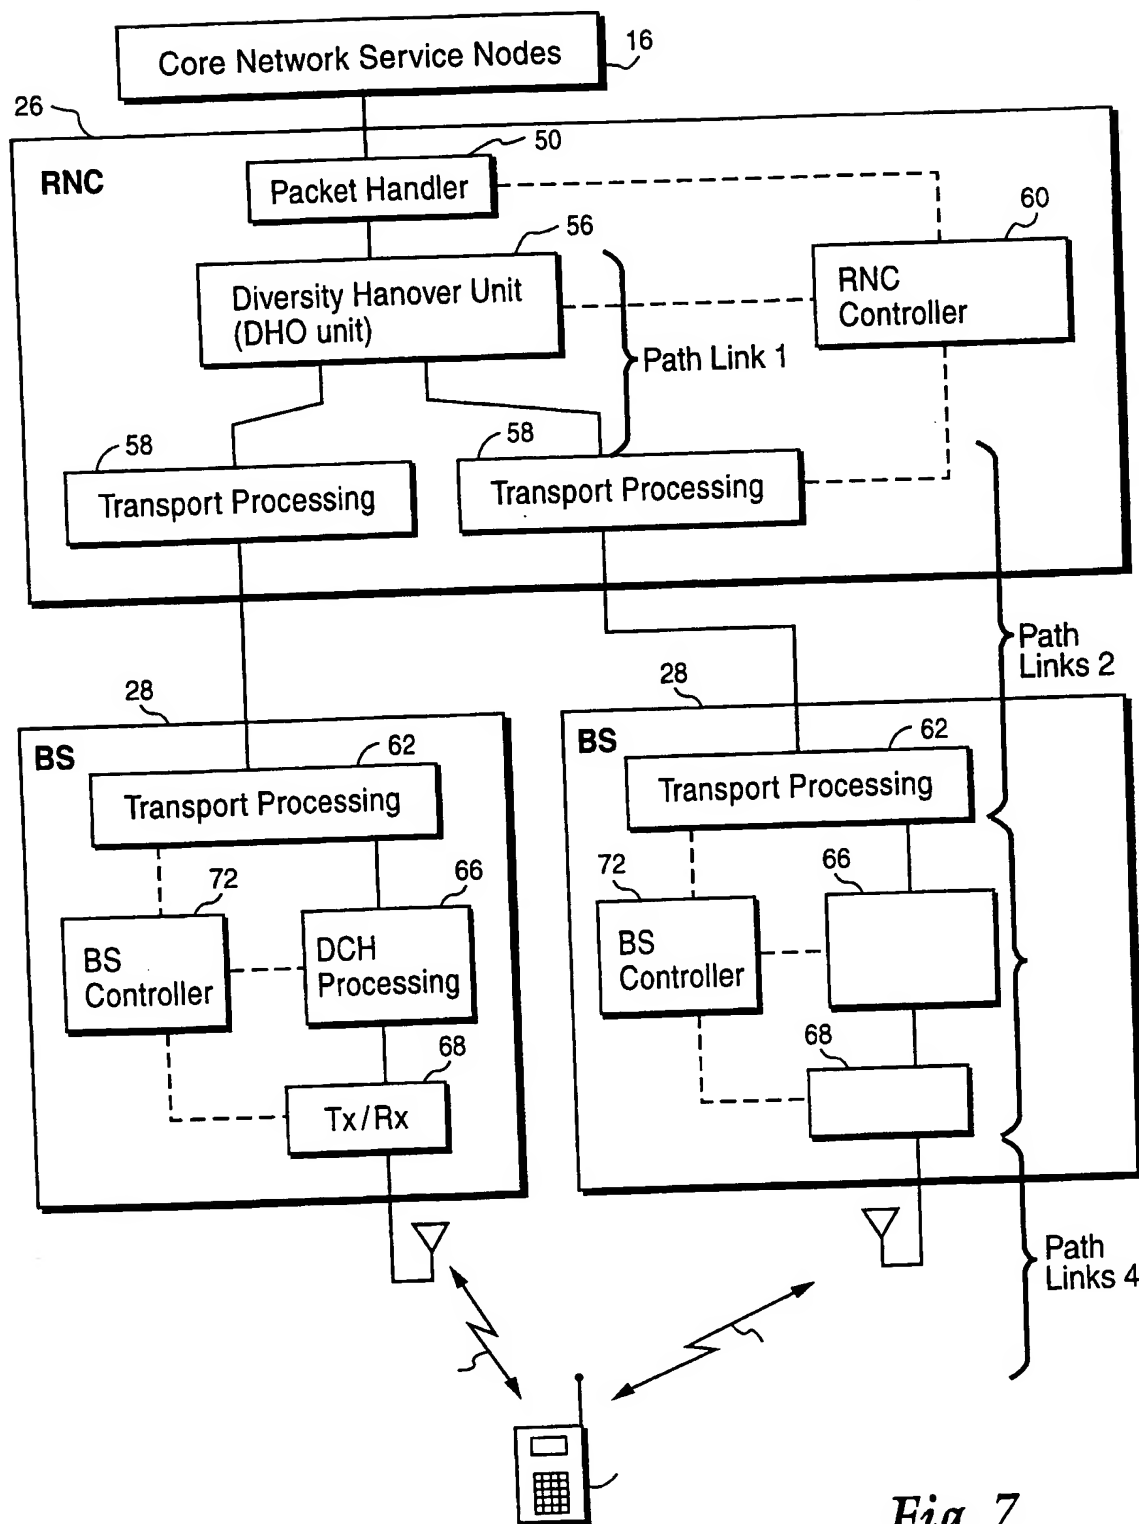 Core Network Service Nodes
16
26
RNC
50
Packet Handler
56
Diversity Hanover Unit
(DHO unit)
60
RNC
Controller
Path Link 1
58
Transport Processing
58
Transport Processing
Path
Links 2
28
BS
62
Transport Processing
72
BS
Controller
66
DCH
Processing
68
Tx/Rx
28
BS
62
Transport Processing
72
BS
Controller
66
68
Path
Links 4
Fig. 7